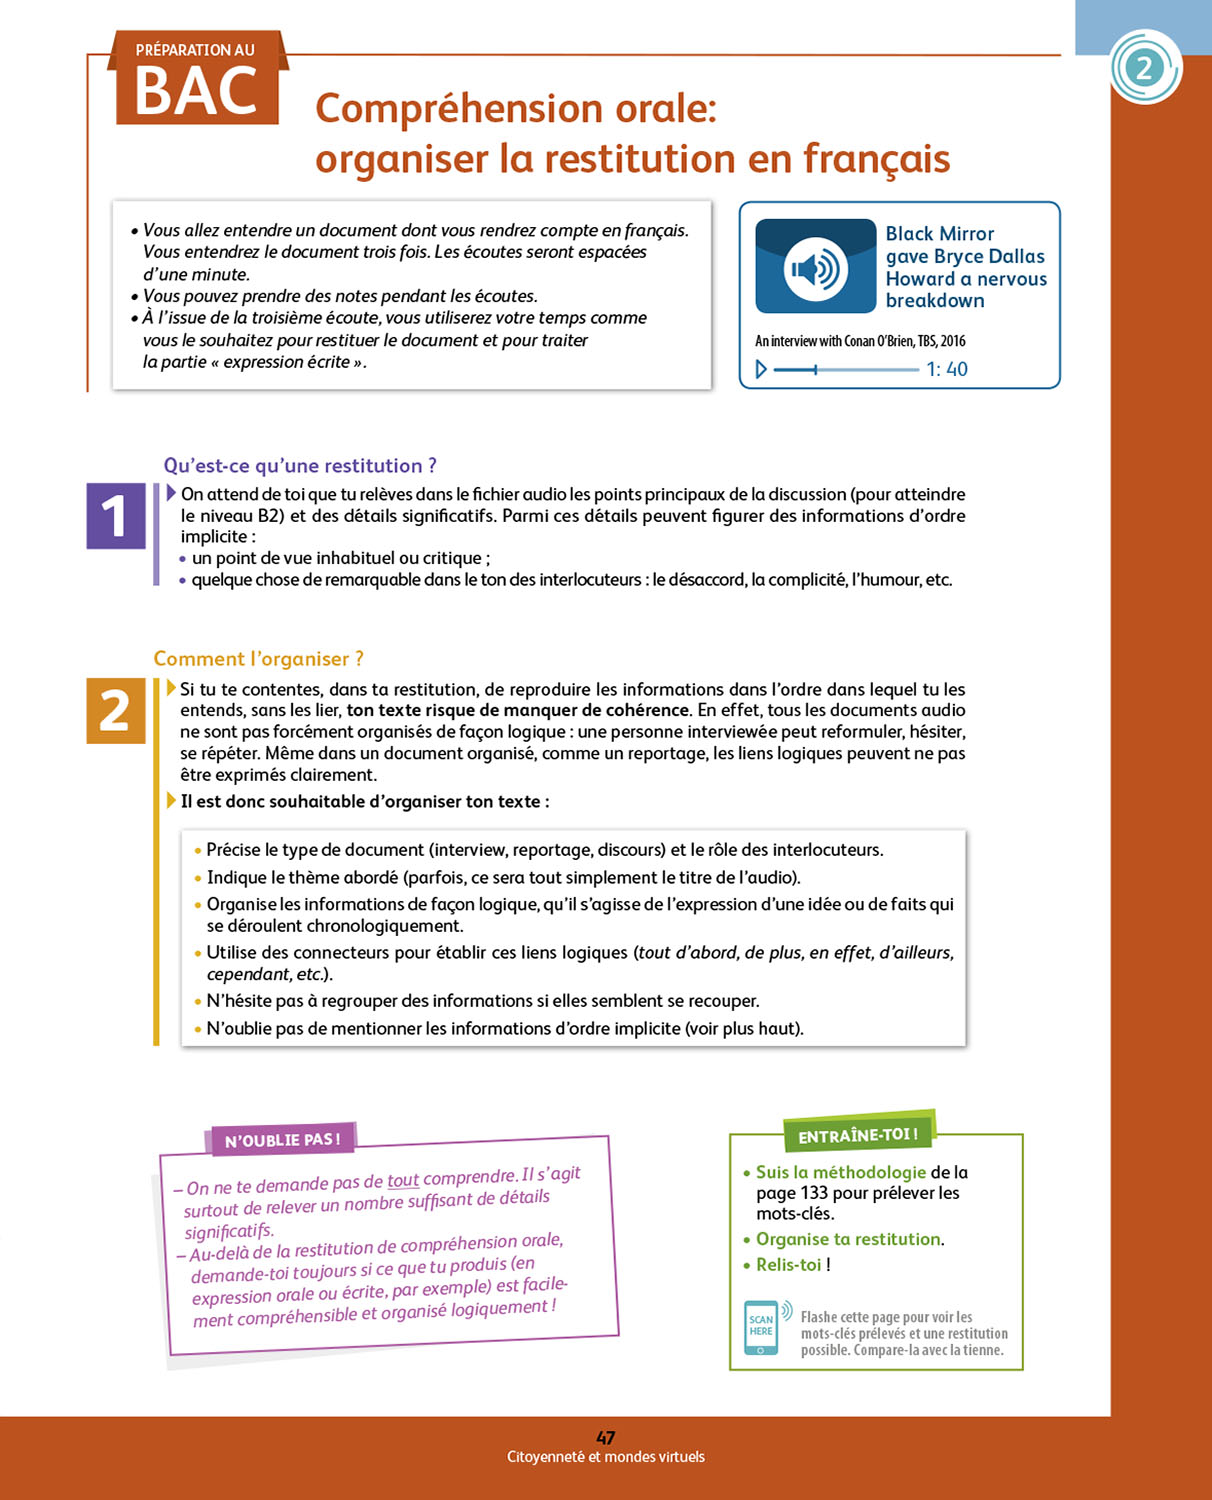 PRÉPARATION AU
BAC
2
Compréhension orale:
organiser la restitution en français
• Vous allez entendre un document dont vous rendrez compte en français.
Vous entendrez le document trois fois. Les écoutes seront espacées
d'une minute.
• Vous pouvez prendre des notes pendant les écoutes.
• À l'issue de la troisième écoute, vous utiliserez votre temps comme
vous le souhaitez pour restituer le document et pour traiter
la partie « expression écrite ».
Black Mirror
gave Bryce Dallas
Howard a nervous
breakdown
An interview with Conan O'Brien, TBS, 2016
1: 40
Qu'est-ce qu'une restitution ?
1
On attend de toi que tu relèves dans le fichier audio les points principaux de la discussion (pour atteindre
le niveau B2) et des détails significatifs. Parmi ces détails peuvent figurer des informations d'ordre
implicite :
• un point de vue inhabituel ou critique ;
• quelque chose de remarquable dans le ton des interlocuteurs : le désaccord, la complicité, l'humour, etc.
Comment l'organiser ?
2
Si tu te contentes, dans ta restitution, de reproduire les informations dans l'ordre dans lequel tu les
entends, sans les lier, ton texte risque de manquer de cohérence. En effet, tous les documents audio
ne sont pas forcément organisés de façon logique : une personne interviewée peut reformuler, hésiter,
se répéter. Même dans un document organisé, comme un reportage, les liens logiques peuvent ne pas
être exprimés clairement.
Il est donc souhaitable d'organiser ton texte :
• Précise le type de document (interview, reportage, discours) et le rôle des interlocuteurs.
• Indique le thème abordé (parfois, ce sera tout simplement le titre de l'audio).
• Organise les informations de façon logique, qu'il s'agisse de l'expression d'une idée ou de faits qui
se déroulent chronologiquement.
• Utilise des connecteurs pour établir ces liens logiques (tout d'abord, de plus, en effet, d'ailleurs,
cependant, etc.).
• N'hésite pas à regrouper des informations si elles semblent se recouper.
• N'oublie pas de mentionner les informations d'ordre implicite (voir plus haut).
N'OUBLIE PAS !
– On ne te demande pas de tout comprendre. Il s'agit
surtout de relever un nombre suffisant de détails
significatifs.
– Au-delà de la restitution de compréhension orale,
demande-toi toujours si ce que tu produis (en
expression orale ou écrite, par exemple) est facile-
ment compréhensible et organisé logiquement !
ENTRAÎNE-TOI !
• Suis la méthodologie de la
page 133 pour prélever les
mots-clés.
• Organise ta restitution.
• Relis-toi !
SCAN
HERE
Flashe cette page pour voir les
mots-clés prélevés et une restitution
possible. Compare-la avec la tienne.
47
Citoyenneté et mondes virtuels